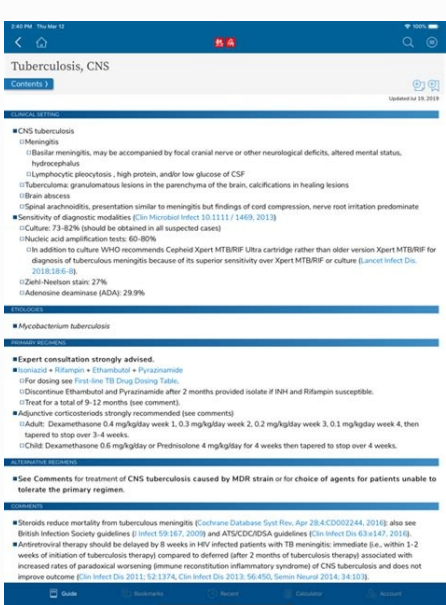 2:40 PM Thu Mar 12 100%
热病
Tuberculosis, CNS
Contents
Updated Jul 19, 2019
CLINICAL SETTING
CNS tuberculosis
Meningitis
Basilar meningitis, may be accompanied by focal cranial nerve or other neurological deficits, altered mental status,
hydrocephalus
Lymphocytic pleocytosis , high protein, and/or low glucose of CSF
Tuberculoma: granulomatous lesions in the parenchyma of the brain, calcifications in healing lesions
Brain abscess
Spinal arachnoiditis, presentation similar to meningitis but findings of cord compression, nerve root irritation predominate
Sensitivity of diagnostic modalities (Clin Microbiol Infect 10.1111 / 1469, 2013)
Culture: 73-82% (should be obtained in all suspected cases)
Nucleic acid amplification tests: 60-80%
In addition to culture WHO recommends Cepheid Xpert MTB/RIF Ultra cartridge rather than older version Xpert MTB/RIF for
diagnosis of tuberculous meningitis because of its superior sensitivity over Xpert MTB/RIF or culture (Lancet Infect Dis.
2018;18:6-8).
Ziehl-Neelson stain: 27%
Adenosine deaminase (ADA): 29.9%
ETIOLOGIES
Mycobacterium tuberculosis
PRIMARY REGIMENS
Expert consultation strongly advised.
Isoniazid + Rifampin + Ethambutol + Pyrazinamide
For dosing see First-line TB Drug Dosing Table.
Discontinue Ethambutol and Pyrazinamide after 2 months provided isolate if INH and Rifampin susceptible.
Treat for a total of 9-12 months (see comment).
Adjunctive corticosteriods strongly recommended (see comments)
Adult: Dexamethasone 0.4 mg/kg/day week 1, 0.3 mg/kg/day week 2, 0.2 mg/kg/day week 3, 0.1 mg/kgday week 4, then
tapered to stop over 3-4 weeks.
Child: Dexamethasone 0.6 mg/kg/day or Prednisolone 4 mg/kg/day for 4 weeks then tapered to stop over 4 weeks.
ALTERNATIVE REGIMENS
See Comments for treatment of CNS tuberculosis caused by MDR strain or for choice of agents for patients unable to
tolerate the primary regimen.
COMMENTS
Steroids reduce mortality from tuberculous meningitis (Cochrane Database Syst Rev. Apr 28;4:CD002244, 2016): also see
British Infection Society guidelines (J Infect 59:167, 2009) and ATS/CDC/IDSA guidelines (Clin Infect Dis 63:e147, 2016).
Antiretroviral therapy should be delayed by 8 weeks in HIV infected patients with TB meningitis: immediate (i.e., within 1-2
weeks of initiation of tuberculosis therapy) compared to deferred (after 2 months of tuberculosis therapy) associated with
increased rates of paradoxical worsening (immune reconstitution inflammatory syndrome) of CNS tuberculosis and does not
improve outcome (Clin Infect Dis 2011; 52:1374, Clin Infect Dis 2013; 56:450, Semin Neurol 2014; 34:103).
Guide Bookmarks Recent Calculator Account